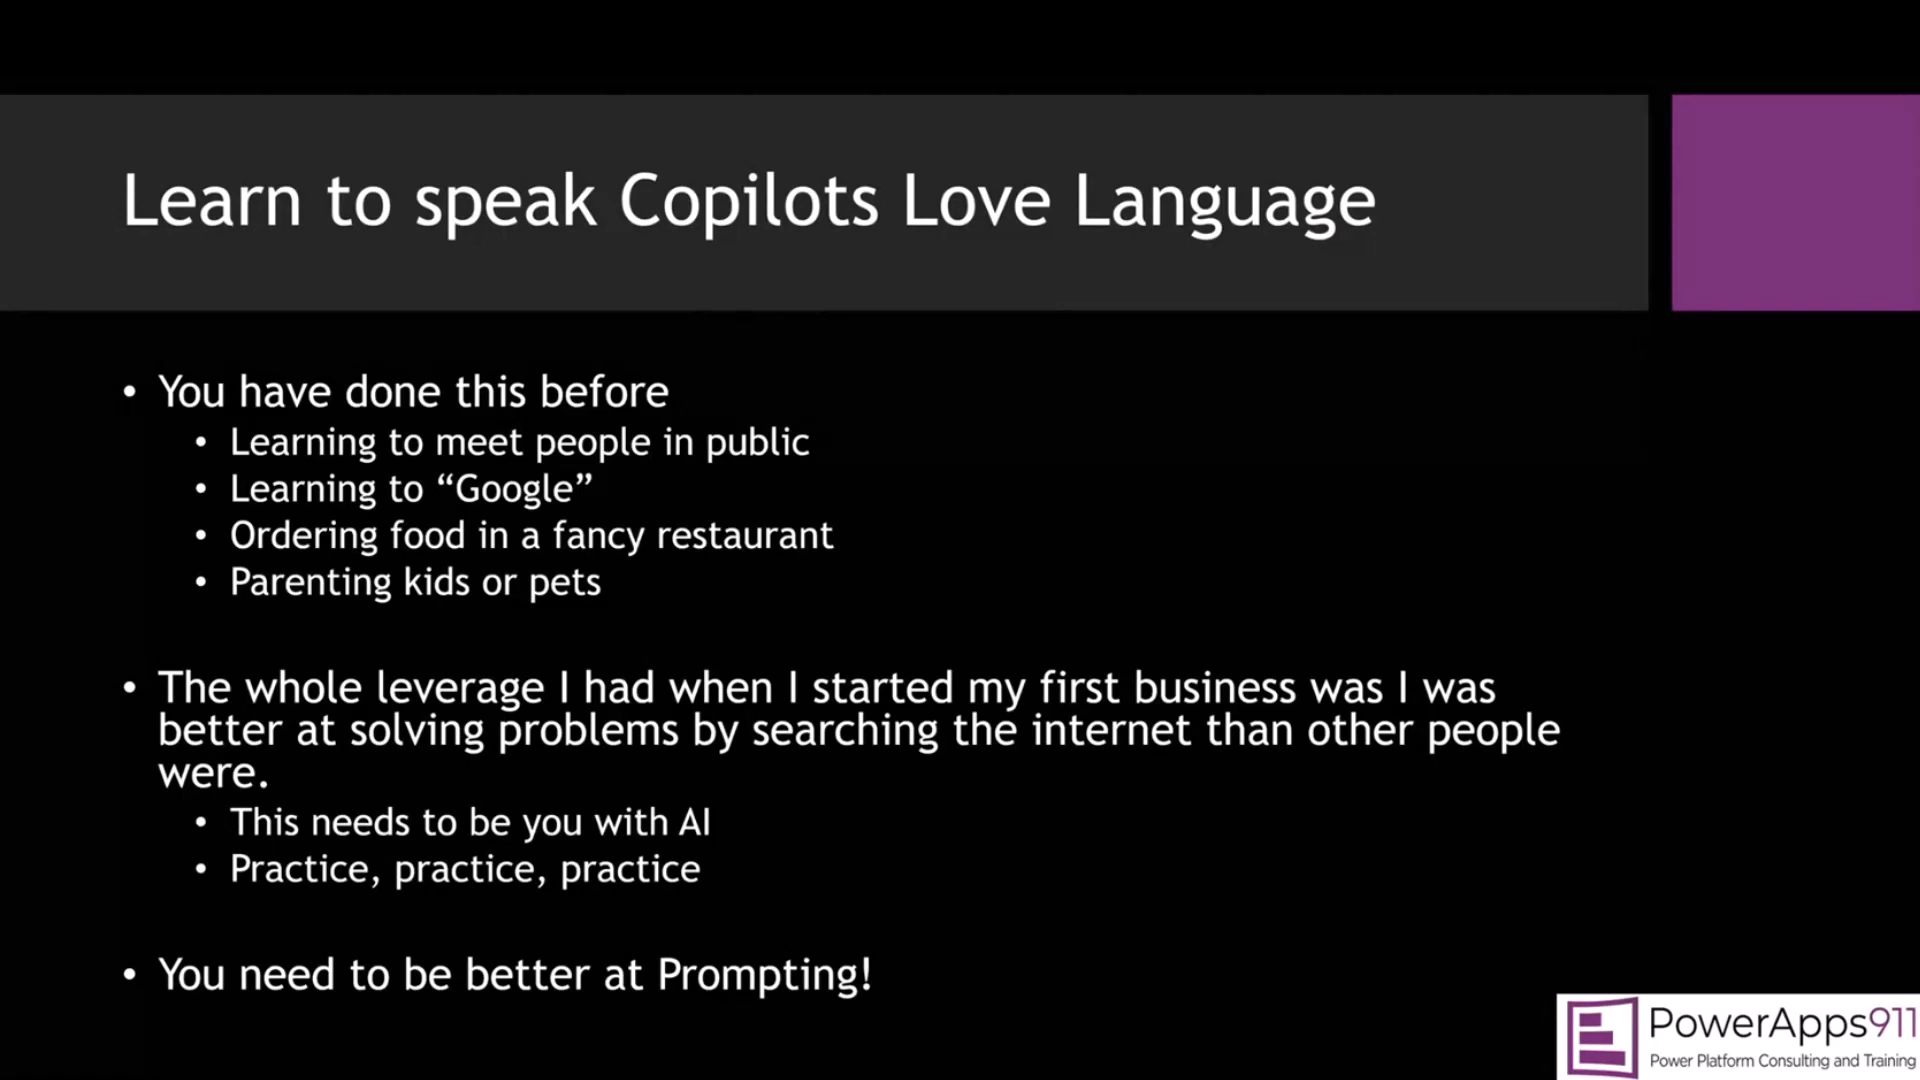 Learn to speak Copilots Love Language
• You have done this before
• Learning to meet people in public
• Learning to “Google”
• Ordering food in a fancy restaurant
• Parenting kids or pets
• The whole leverage I had when I started my first business was I was
better at solving problems by searching the internet than other people
were.
• This needs to be you with AI
• Practice, practice, practice
• You need to be better at Prompting!
PowerApps911
Power Platform Consulting and Training